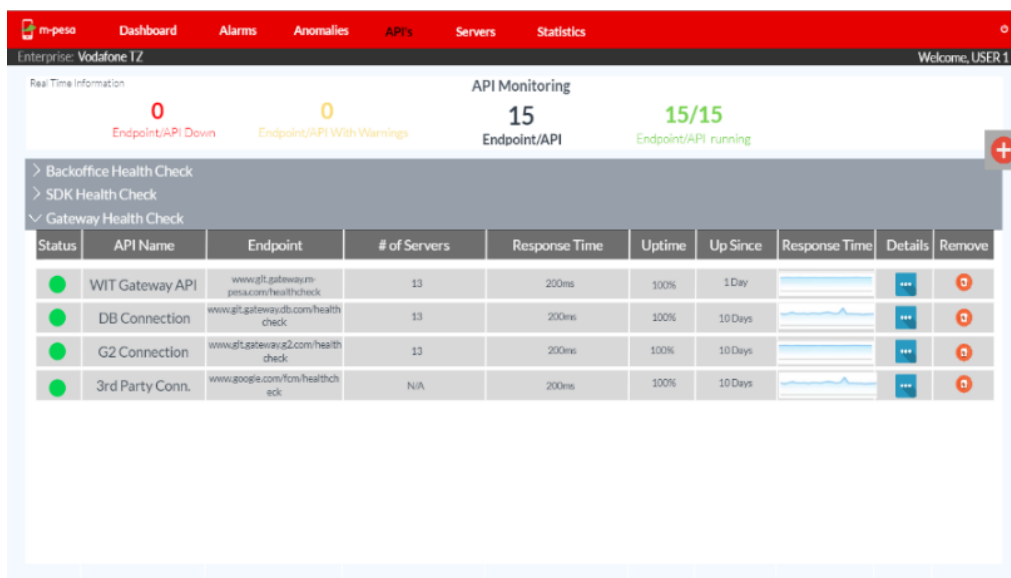 m-pesa Dashboard Alarms Anomalies API's Servers Statistics
Enterprise: Vodafone TZ Welcome, USER 1
Real Time Information API Monitoring
0 0 15 15/15
Endpoint/API Down Endpoint/API With Warnings Endpoint/API Endpoint/API running
Backoffice Health Check
SDK Health Check
Gateway Health Check
Status API Name Endpoint # of Servers Response Time Uptime Up Since Response Time Details Remove
WIT Gateway API www.git.gateway.m-pesa.com/healthcheck 13 200ms 100% 1 Day
DB Connection www.git.gateway.db.com/healthcheck 13 200ms 100% 10 Days
G2 Connection www.git.gateway.g2.com/healthcheck 13 200ms 100% 10 Days
3rd Party Conn. www.google.com/fcm/healthcheck N/A 200ms 100% 10 Days